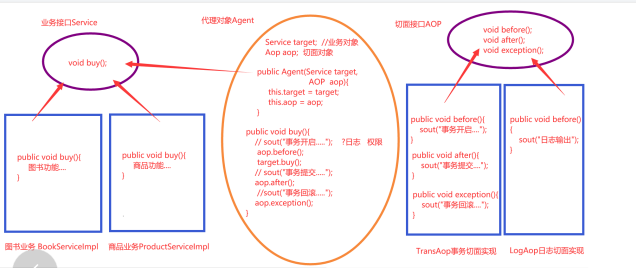 业务接口Service
void buy();
public void buy(){
图书功能....
}
public void buy(){
商品功能....
}
图书业务 BookServiceImpl
商品业务ProductServiceImpl
代理对象Agent
Service target;  //业务对象
Aop aop;  切面对象
public Agent(Service target,
AOP  aop){
this.target = target;
this.aop = aop;
}
public void buy(){
// sout("事务开启.....");    ?日志   权限
aop.before();
target.buy();
// sout("事务提交.....");
aop.after();
//sout("事务回滚.....");
aop.exception();
}
切面接口AOP
void before();
void after();
void exception();
public void before(){
sout("事务开启....");
}
public void after(){
sout("事务提交....");
}
public void exception(){
sout("事务回滚....");
}
public void before()
{
sout("日志输出");
}
TransAop事务切面实现
LogAop日志切面实现